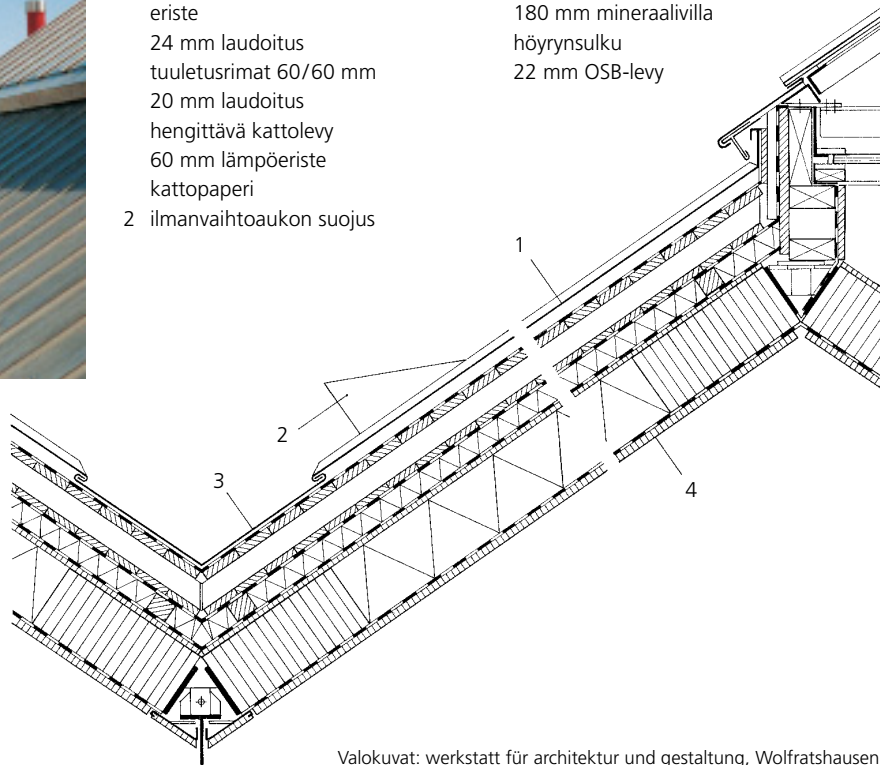 eriste
24 mm laudoitus
tuuletusrimat 60/60 mm
20 mm laudoitus
hengittävä kattolevy
60 mm lämpöeriste
kattopaperi
2 ilmanvaihtoaukon suojus
180 mm mineraalivilla
höyrynsulku
22 mm OSB-levy
1
2
3
4
Valokuvat: werkstatt für architektur und gestaltung, Wolfratshausen